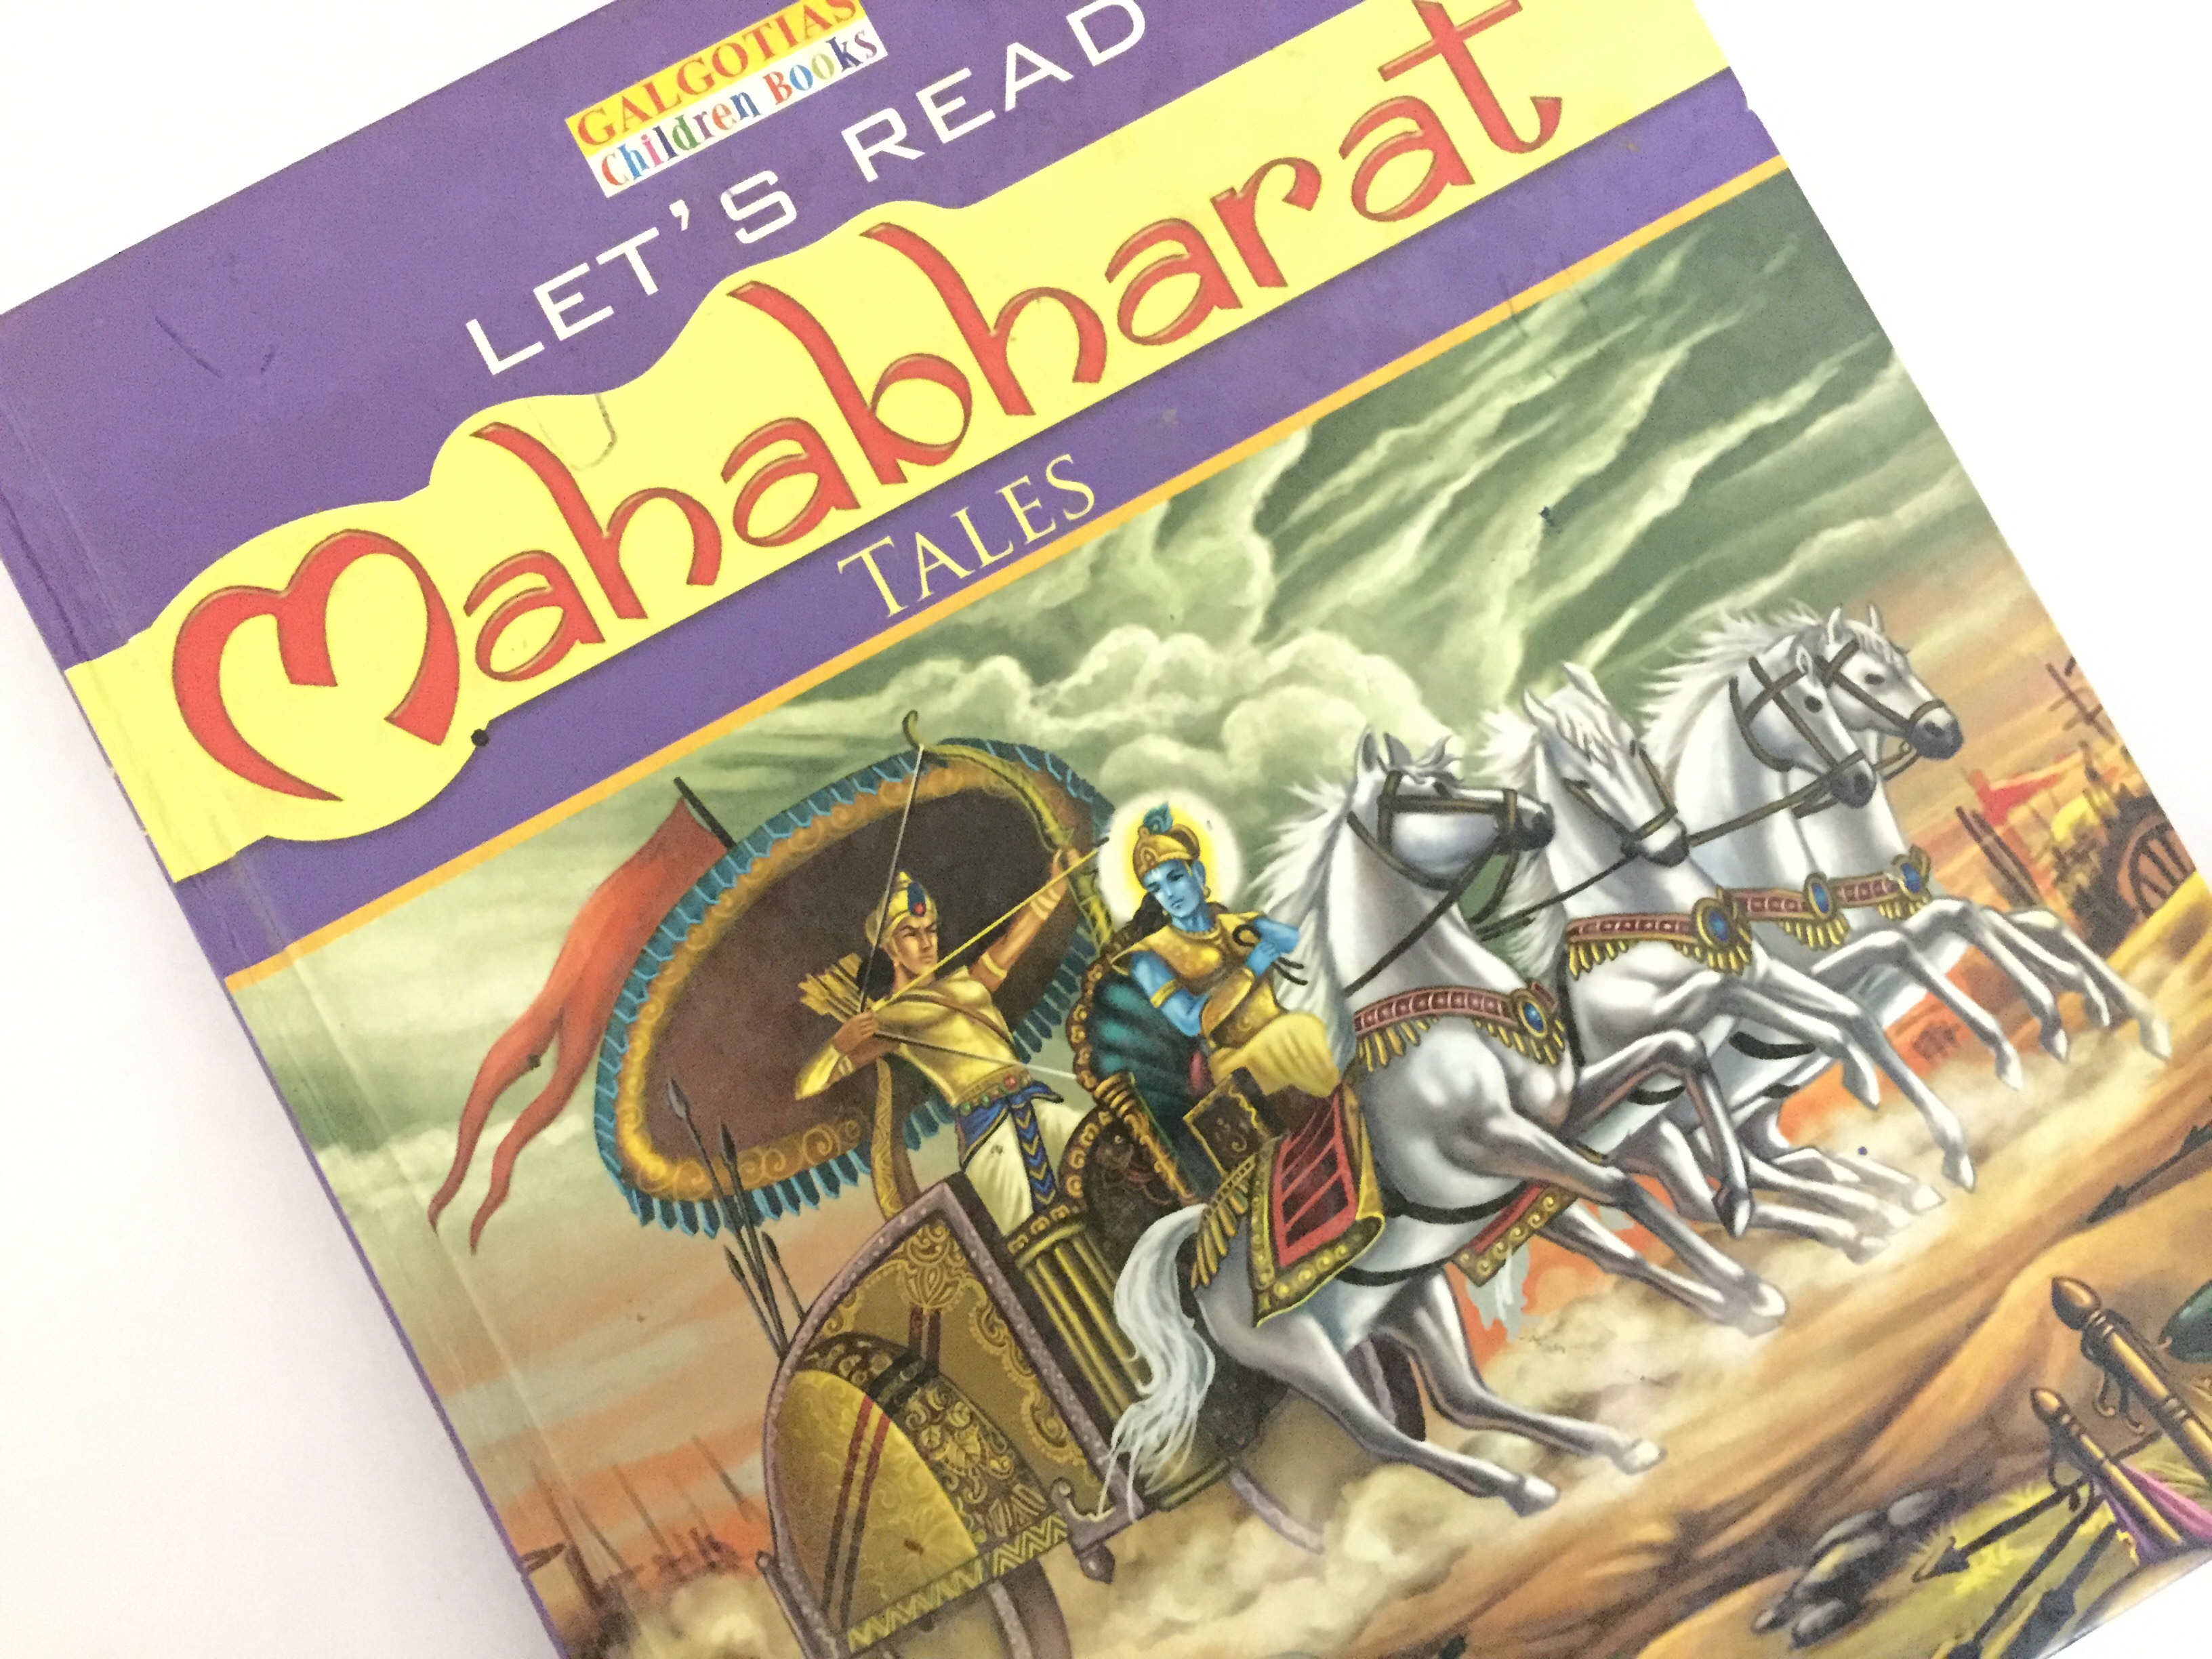 GALGOTIAS
Children Books
LET'S READ
Mahabharat
TALES